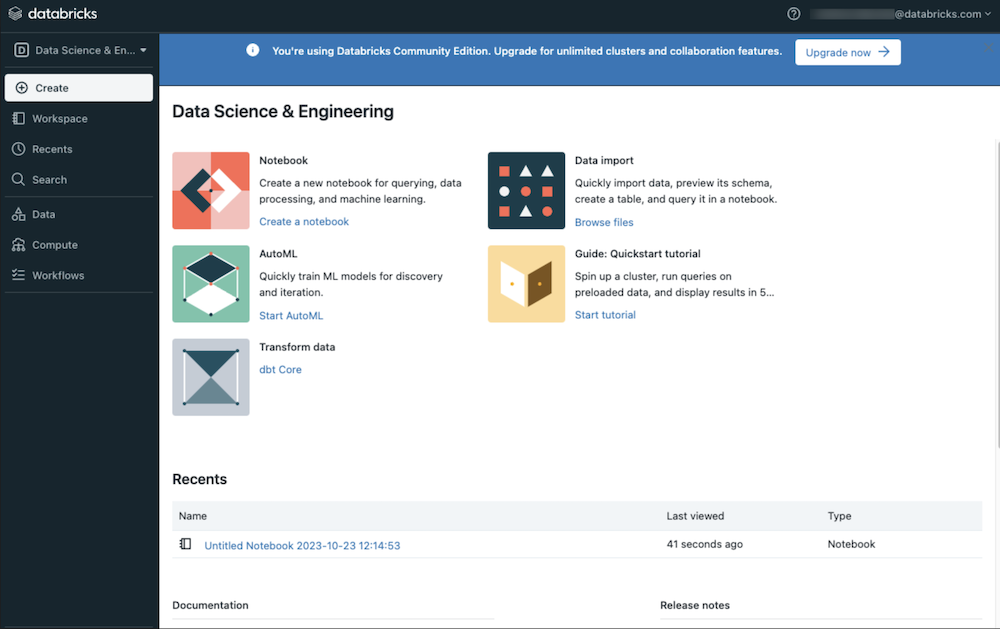 databricks
@databricks.com
D Data Science & En...
You're using Databricks Community Edition. Upgrade for unlimited clusters and collaboration features.
Upgrade now
Create
Workspace
Recents
Search
Data
Compute
Workflows
Data Science & Engineering
Notebook
Create a new notebook for querying, data
processing, and machine learning.
Create a notebook
Data import
Quickly import data, preview its schema,
create a table, and query it in a notebook.
Browse files
AutoML
Quickly train ML models for discovery
and iteration.
Start AutoML
Guide: Quickstart tutorial
Spin up a cluster, run queries on
preloaded data, and display results in 5...
Start tutorial
Transform data
dbt Core
Recents
Name Last viewed Type
Untitled Notebook 2023-10-23 12:14:53 41 seconds ago Notebook
Documentation
Release notes